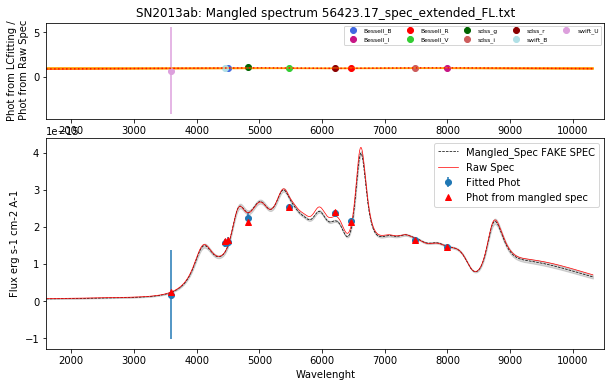 SN2013ab: Mangled spectrum 56423.17_spec_extended_FL.txt
Phot from LCfitting /
Phot from Raw Spec
5
0
Bessell_B
Bessell_I
Bessell_R
Bessell_V
sdss_g
sdss_i
sdss_r
swift_B
swift_U
2000 3000 4000 5000 6000 7000 8000 9000 10000
1e−15
Flux erg s-1 cm-2 A-1
4
3
2
1
0
−1
Mangled_Spec FAKE SPEC
Raw Spec
Fitted Phot
Phot from mangled spec
2000 3000 4000 5000 6000 7000 8000 9000 10000
Wavelenght